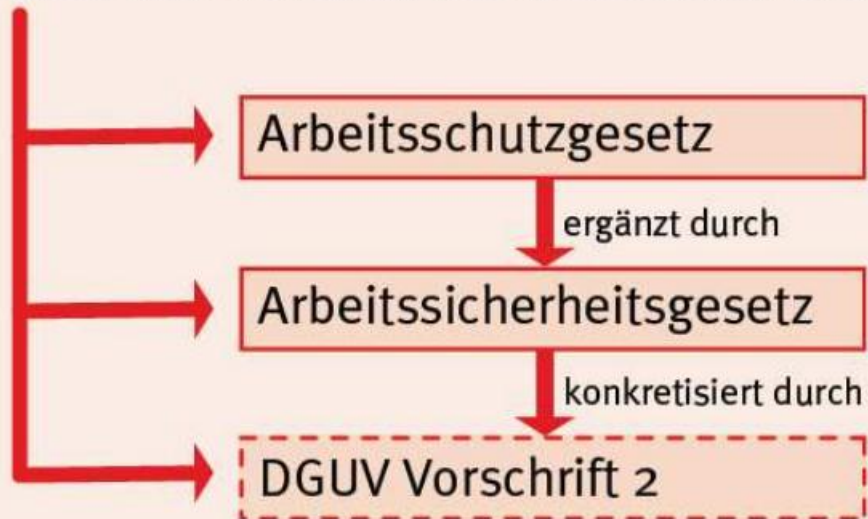 Arbeitsschutzgesetz
ergänzt durch
Arbeitssicherheitsgesetz
konkretisiert durch
DGUV Vorschrift 2